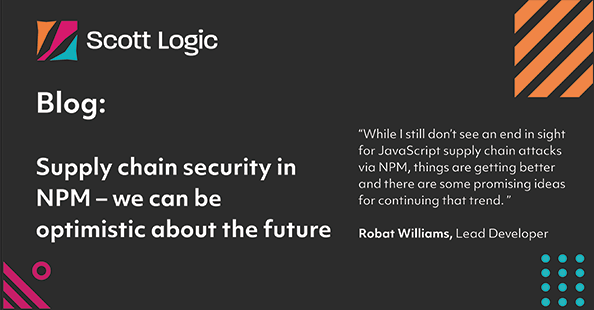 Scott Logic
Blog:
Supply chain security in
NPM – we can be
optimistic about the future
“While I still don’t see an end in sight
for JavaScript supply chain attacks
via NPM, things are getting better
and there are some promising ideas
for continuing that trend. ”
Robat Williams, Lead Developer